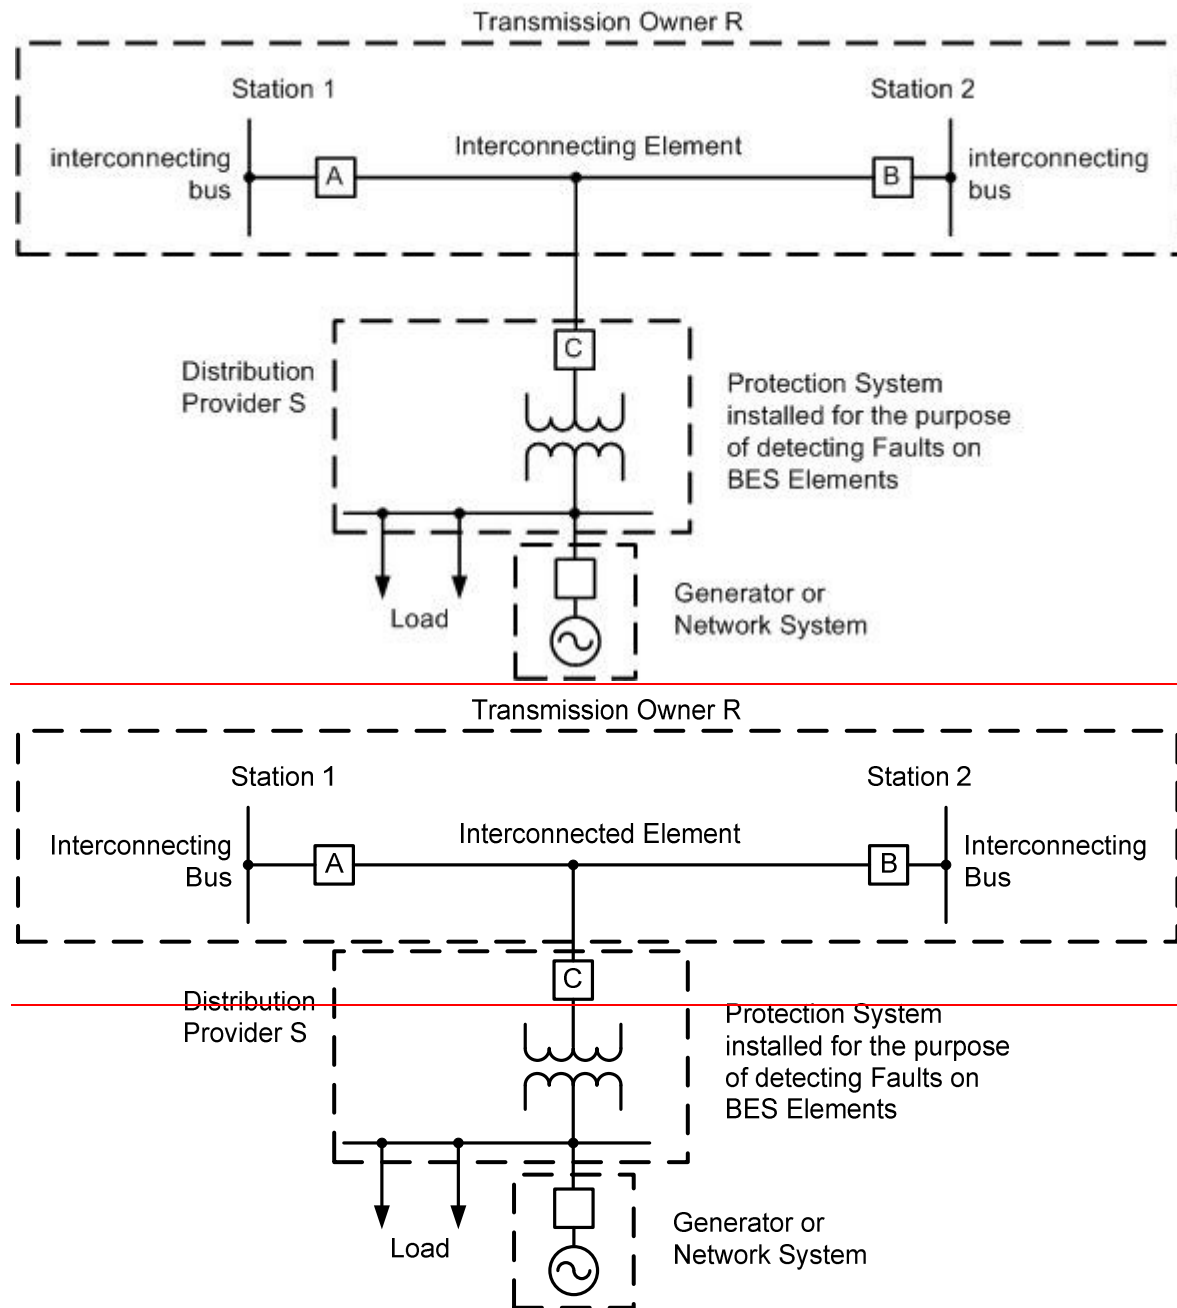 Transmission Owner R
Station 1
Station 2
interconnecting
bus
A
Interconnecting Element
B
interconnecting
bus
C
Distribution
Provider S
Protection System
installed for the purpose
of detecting Faults on
BES Elements
Load
Generator or
Network System
Transmission Owner R
Station 1
Station 2
Interconnecting
Bus
A
Interconnected Element
B
Interconnecting
Bus
C
Distribution
Provider S
Protection System
installed for the purpose
of detecting Faults on
BES Elements
Load
Generator or
Network System